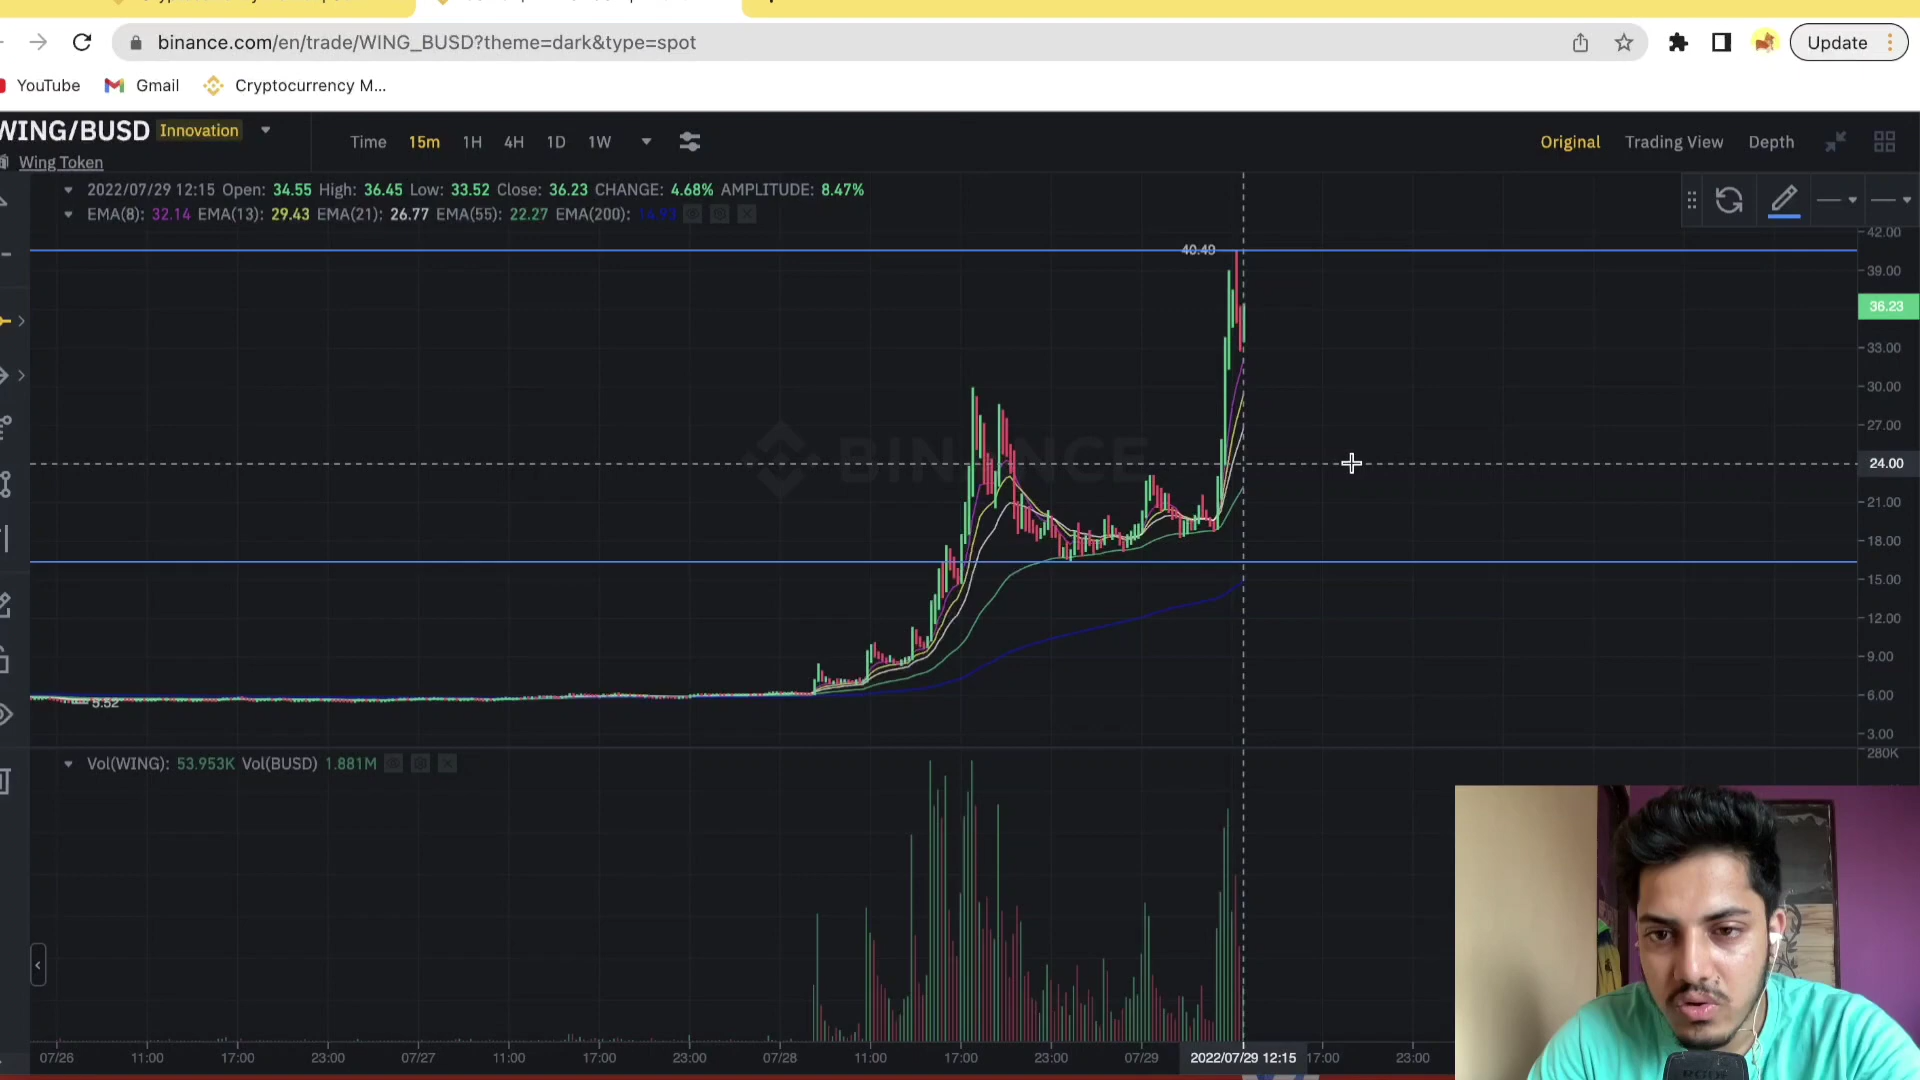 binance.com/en/trade/WING_BUSD?theme=dark&type=spot
Update
YouTube
Gmail
Cryptocurrency M...
WING/BUSD
Innovation
Wing Token
Time
15m
1H
4H
1D
1W
Original
Trading View
Depth
2022/07/29 12:15 Open: 34.55 High: 36.45 Low: 33.52 Close: 36.23 CHANGE: 4.68% AMPLITUDE: 8.47%
EMA(8): 32.14 EMA(13): 29.43 EMA(21): 26.77 EMA(55): 22.27 EMA(200): 14.93
42.00
40.49
39.00
36.23
33.00
30.00
27.00
BINANCE
24.00
21.00
18.00
15.00
12.00
9.00
6.00
5.52
3.00
280K
Vol(WING): 53.953K Vol(BUSD) 1.881M
07/26
11:00
17:00
23:00
07/27
11:00
17:00
23:00
07/28
11:00
17:00
23:00
07/29
2022/07/29 12:15
17:00
23:00